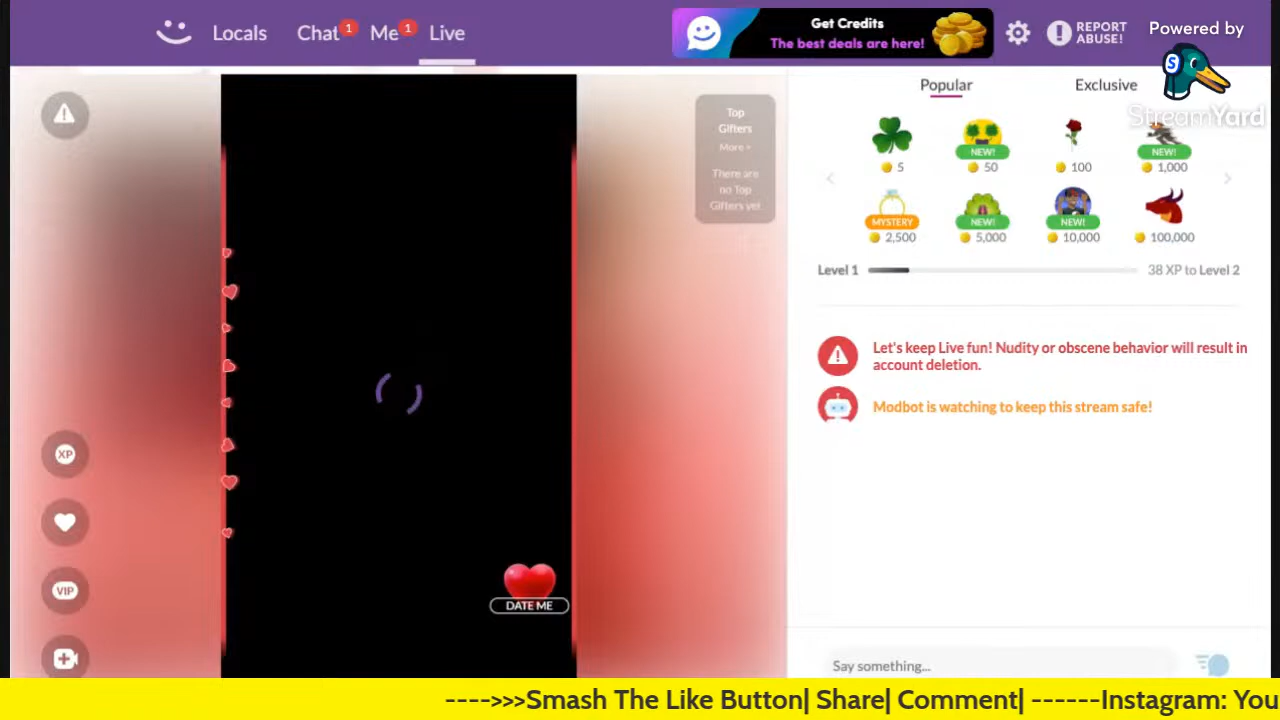 Locals
Chat
1
Me
1
Live
Get Credits
The best deals are here!
REPORT
ABUSE!
Powered by
S
StreamYard
Top
Gifters
More >
There are
no Top
Gifters yet
Popular
Exclusive
NEW!
NEW!
5
50
100
1,000
MYSTERY
NEW!
NEW!
2,500
5,000
10,000
100,000
Level 1
38 XP to Level 2
Let's keep Live fun! Nudity or obscene behavior will result in
account deletion.
Modbot is watching to keep this stream safe!
XP
VIP
DATE ME
Say something...
---->>>Smash The Like Button| Share| Comment| ------Instagram: You